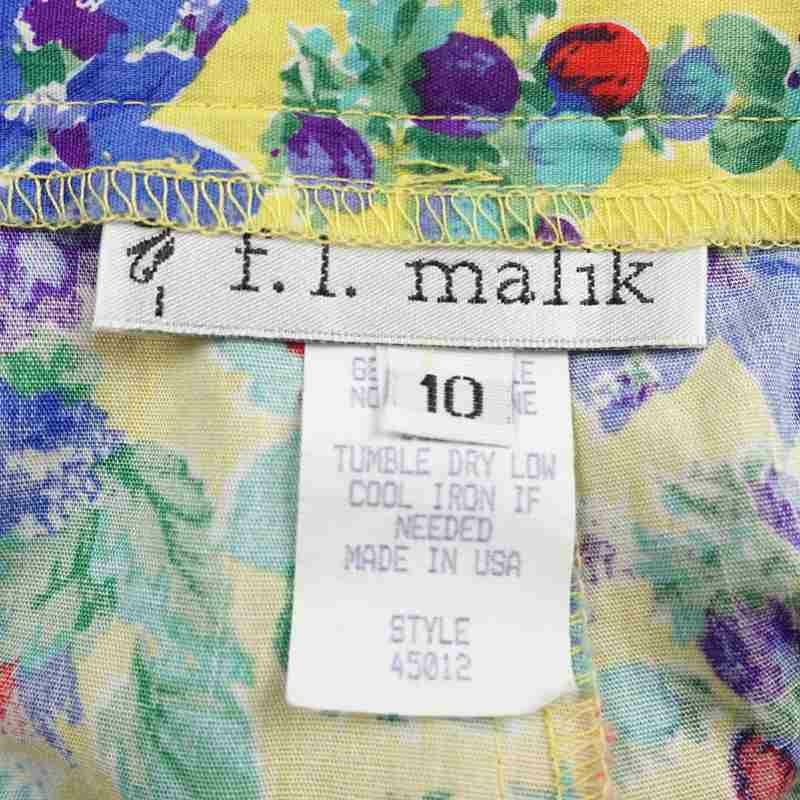 f.l. malik
10
TUMBLE DRY LOW
COOL IRON IF
NEEDED
MADE IN USA
STYLE
45012